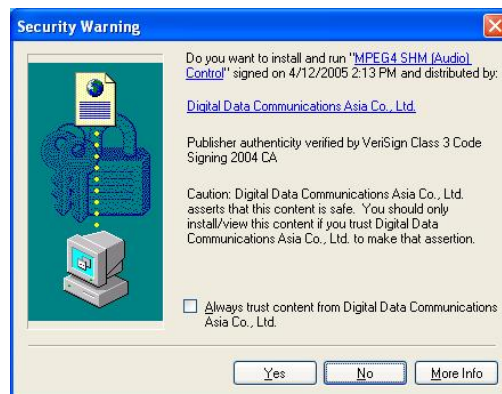 Security Warning
Do you want to install and run "MPEG4 SHM (Audio)
Control" signed on 4/12/2005 2:13 PM and distributed by:
Digital Data Communications Asia Co., Ltd.
Publisher authenticity verified by VeriSign Class 3 Code
Signing 2004 CA
Caution: Digital Data Communications Asia Co., Ltd.
asserts that this content is safe. You should only
install/view this content if you trust Digital Data
Communications Asia Co., Ltd. to make that assertion.
Always trust content from Digital Data Communications
Asia Co., Ltd.
Yes No More Info